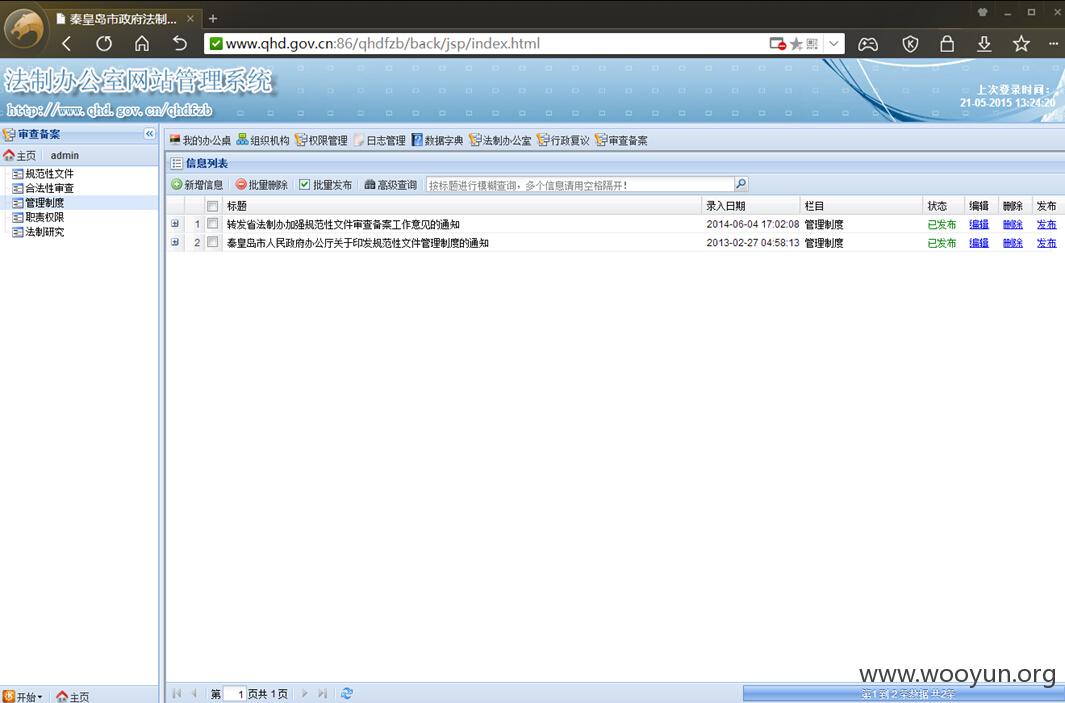 秦皇岛市政府法制...
www.qhd.gov.cn:86/qhdfzb/back/jsp/index.html
法制办公室网站管理系统
http://www.qhd.gov.cn/qhdfzb
上次登录时间：
21-05-2015 13:24:20
审查备案
我的办公桌 组织机构 权限管理 日志管理 数据字典 法制办公室 行政复议 审查备案
主页 admin
信息列表
规范性文件
合法性审查
管理制度
职责权限
法制研究
新增信息 批量删除 批量发布 高级查询 按标题进行模糊查询，多个信息请用空格隔开！
标题 录入日期 栏目 状态 编辑 删除 发布
1 转发省法制办加强规范性文件审查备案工作意见的通知 2014-06-04 17:02:08 管理制度 已发布 编辑 删除 发布
2 秦皇岛市人民政府办公厅关于印发规范性文件管理制度的通知 2013-02-27 04:58:13 管理制度 已发布 编辑 删除 发布
www.wooyun.org
开始 主页
第 1 页共 1 页
第1到2条数据 共2条